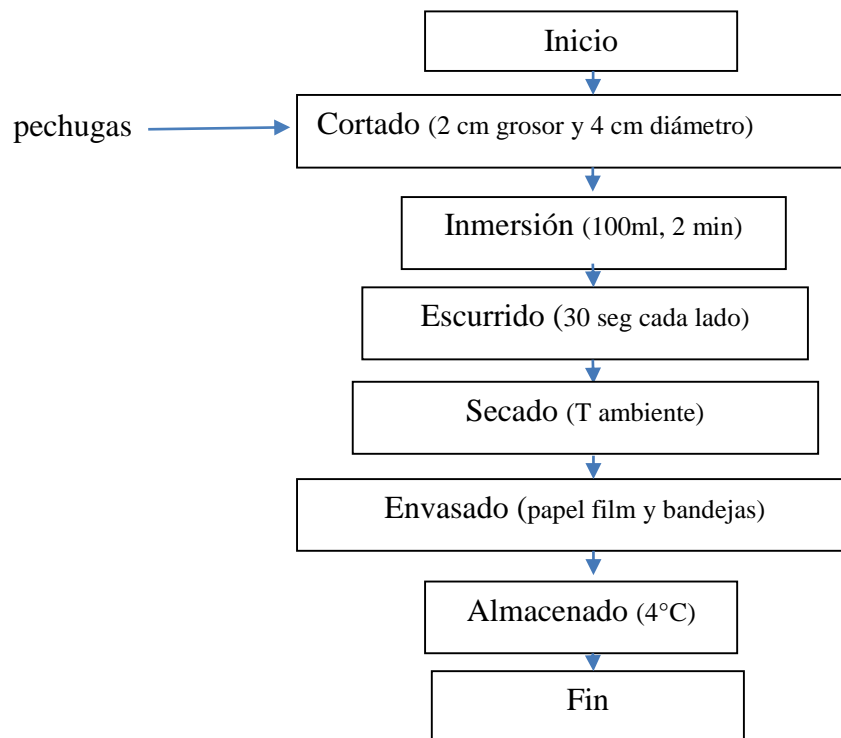 Inicio
pechugas
Cortado (2 cm grosor y 4 cm diámetro)
Inmersión (100ml, 2 min)
Escurrido (30 seg cada lado)
Secado (T ambiente)
Envasado (papel film y bandejas)
Almacenado (4°C)
Fin